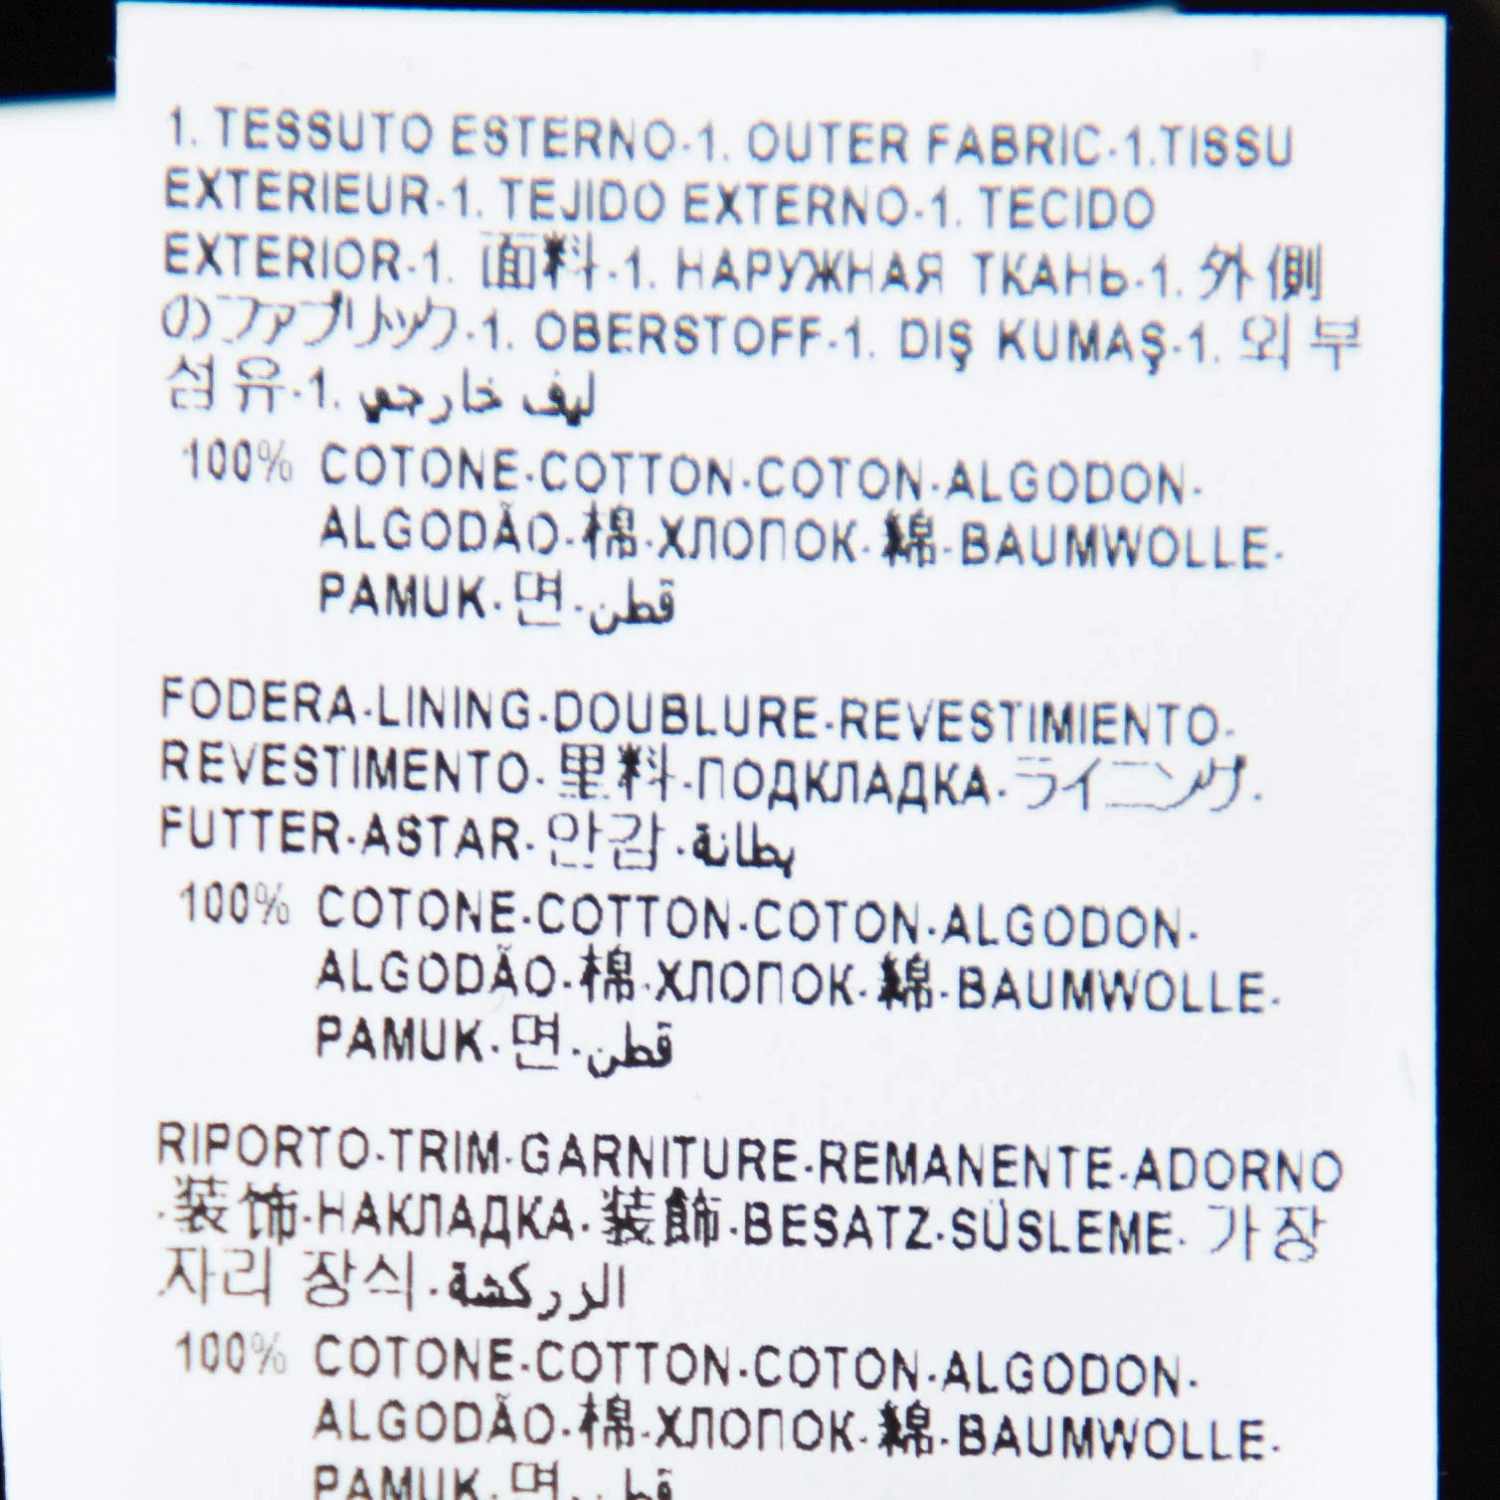 1. TESSUTO ESTERNO-1. OUTER FABRIC-1.TISSU
EXTERIEUR-1. TEJIDO EXTERNO-1. TECIDO
EXTERIOR-1. 面料-1. НАРУЖНАЯ ТКАНЬ-1. 外側
のファブリック-1. OBERSTOFF-1. DIŞ KUMAŞ-1. 외부
섬유-1. ليف خارجي
100% COTONE-COTTON-COTON-ALGODON-
ALGODÃO-棉-ХЛОПОК-綿-BAUMWOLLE-
PAMUK-면-قطن
FODERA-LINING-DOUBLURE-REVESTIMIENTO-
REVESTIMENTO-里料-ПОДКЛАДКА-ライニング-
FUTTER-ASTAR-안감-بطانة
100% COTONE-COTTON-COTON-ALGODON-
ALGODÃO-棉-ХЛОПОК-綿-BAUMWOLLE-
PAMUK-면-قطن
RIPORTO-TRIM-GARNITURE-REMANENTE-ADORNO
-装饰-НАКЛАДКА-装飾-BESATZ-SÜSLEME-가장
자리 장식-الزركشة
100% COTONE-COTTON-COTON-ALGODON-
ALGODÃO-棉-ХЛОПОК-綿-BAUMWOLLE-
PAMUK-면-قطن